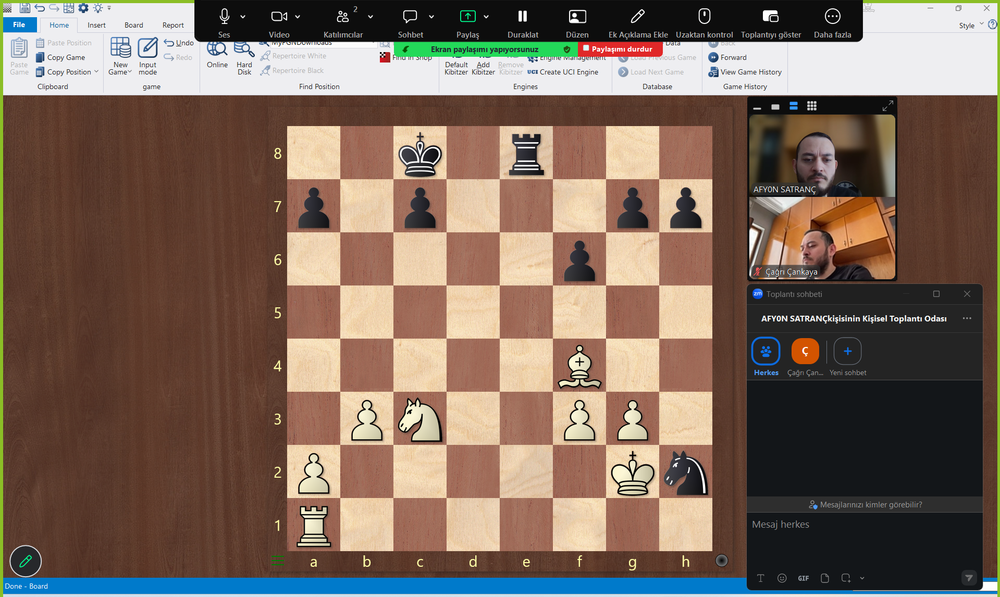 Ses
Video
2
Katılımcılar
Sohbet
Paylaş
Duraklat
Düzen
Ek Açıklama Ekle
Uzaktan kontrol
Toplantıyı göster
Daha fazla
Ekran paylaşımı yapıyorsunuz
Paylaşımı durdur
File
Home
Insert
Board
Report
Style
Paste Game
Paste Position
Copy Game
Copy Position
Clipboard
New Game
Input mode
Undo
Redo
game
Online
Hard Disk
MyPGNDownloads
Repertoire White
Repertoire Black
Find in Shop
Find Position
Default Kibitzer
Add Kibitzer
Remove Kibitzer
Engine Management
UCI Create UCI Engine
Engines
Data
Load Previous Game
Load Next Game
Database
Back
Forward
View Game History
Game History
8
7
6
5
4
3
2
1
a b c d e f g h
AFY0N SATRANÇ
Çağrı Çankaya
zm Toplantı sohbeti
AFY0N SATRANÇkişisinin Kişisel Toplantı Odası
Ç
Herkes
Çağrı Çan...
Yeni sohbet
Mesajlarınızı kimler görebilir?
Mesaj herkes
GIF
Done - Board